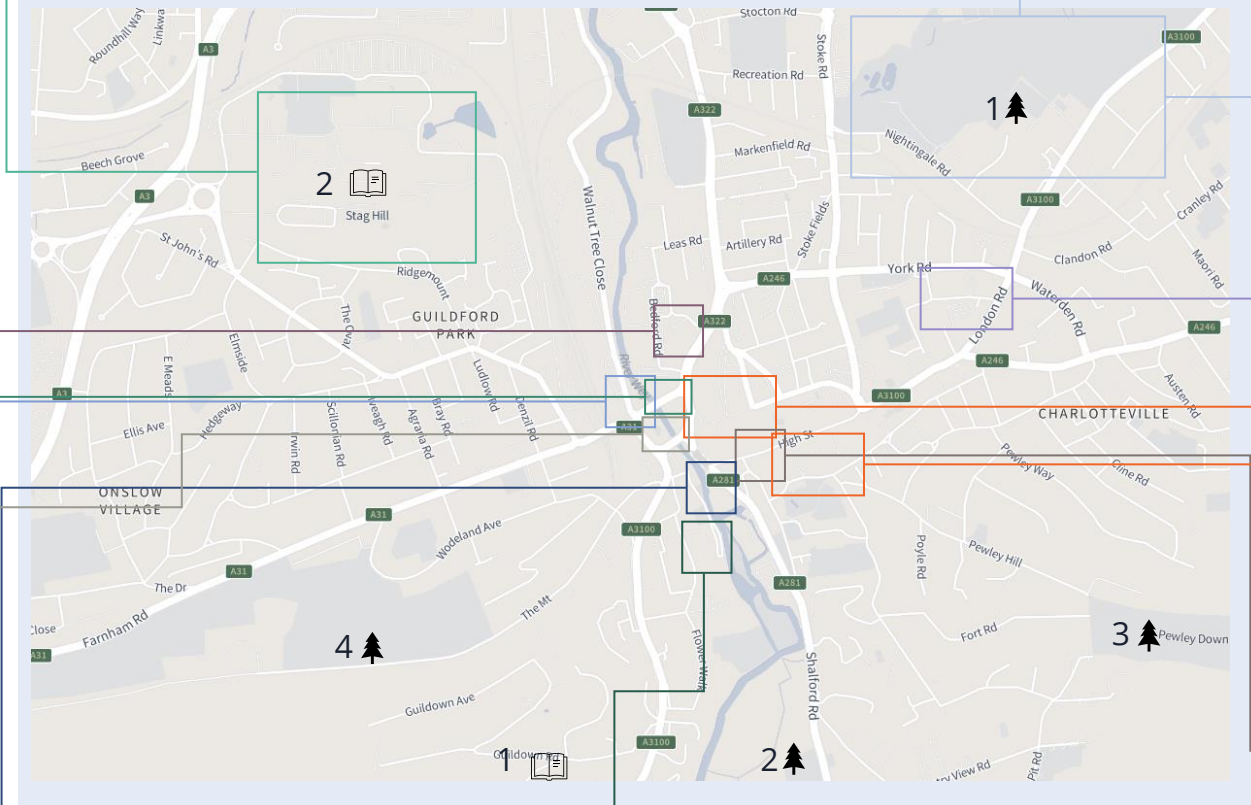 Stocton Rd
Roundhill Way
Linkwa
A3
Stoke Rd
A3100
Recreation Rd
A322
1
Nightingale Rd
Markenfield Rd
Beech Grove
2
A3
Stag Hill
Walnut Tree Close
A3100
Cranley Rd
Stoke Fields
St John's Rd
Leas Rd
Artillery Rd
Clandon Rd
York Rd
A246
Maori Rd
Ridgemount
Waterden Rd
London Rd
GUILDFORD
PARK
Bedford Rd
A322
A246
A246
Elmside
E Meads
Ludlow Rd
A3
A3100
Austen Rd
CHARLOTTEVILLE
Hedgeway
Ellis Ave
Scillonian Rd
Agraria Rd
Bray Rd
Denzil Rd
A31
High St
Irwin Rd
Pewley Way
Cline Rd
A281
ONSLOW
VILLAGE
A31
A3100
Wodeland Ave
Poyle Rd
Pewley Hill
A31
A281
The Dr
The Mt
Close
Farnham Rd
Fort Rd
3
Pewley Down
4
A31
Flower Walk
Shalford Rd
Guildown Ave
A3100
1
Guildown Rd
2
Pit Rd
ry View Rd